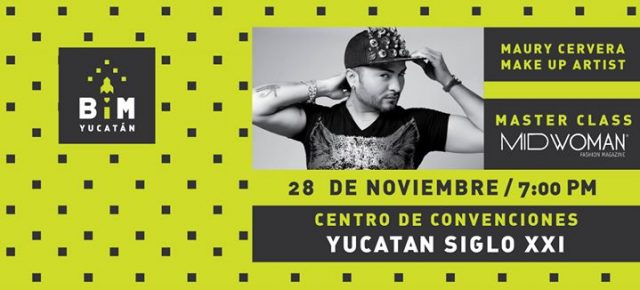 BiM
YUCATÁN
MAURY CERVERA
MAKE UP ARTIST
MASTER CLASS
MIDWOMAN
FASHION MAGAZINE
28 DE NOVIEMBRE / 7:00 PM
CENTRO DE CONVENCIONES
YUCATAN SIGLO XXI